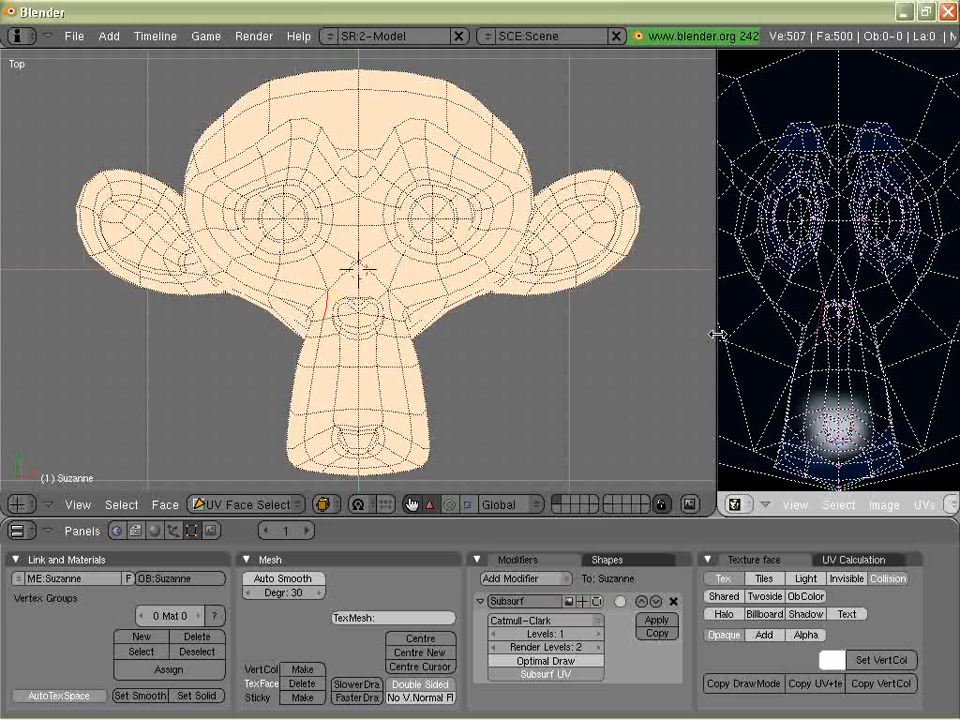 Blender
File Add Timeline Game Render Help SR:2-Model SCE:Scene www.blender.org 242 Ve:507 | Fa:500 | Ob:0-0 | La:0
Top
(1) Suzanne
View Select Face UV Face Select Global View Select Image UVs
Panels 1
Link and Materials Mesh Modifiers Shapes Texture face UV Calculation
ME:Suzanne F OB:Suzanne Auto Smooth Add Modifier To: Suzanne Tex Tiles Light Invisible Collision
Vertex Groups Degr: 30 Subsurf Shared Twoside ObColor
0 Mat 0 ? TexMesh: Catmull-Clark Apply Halo Billboard Shadow Text
New Delete Centre Levels: 1 Copy Opaque Add Alpha
Select Deselect Centre New Render Levels: 2
Assign VertCol Make Centre Cursor Optimal Draw Set VertCol
TexFace Delete SlowerDra Double Sided Subsurf UV Copy DrawMode Copy UV+te Copy VertCol
AutoTexSpace Set Smooth Set Solid Sticky Make FasterDra No V.Normal Fl